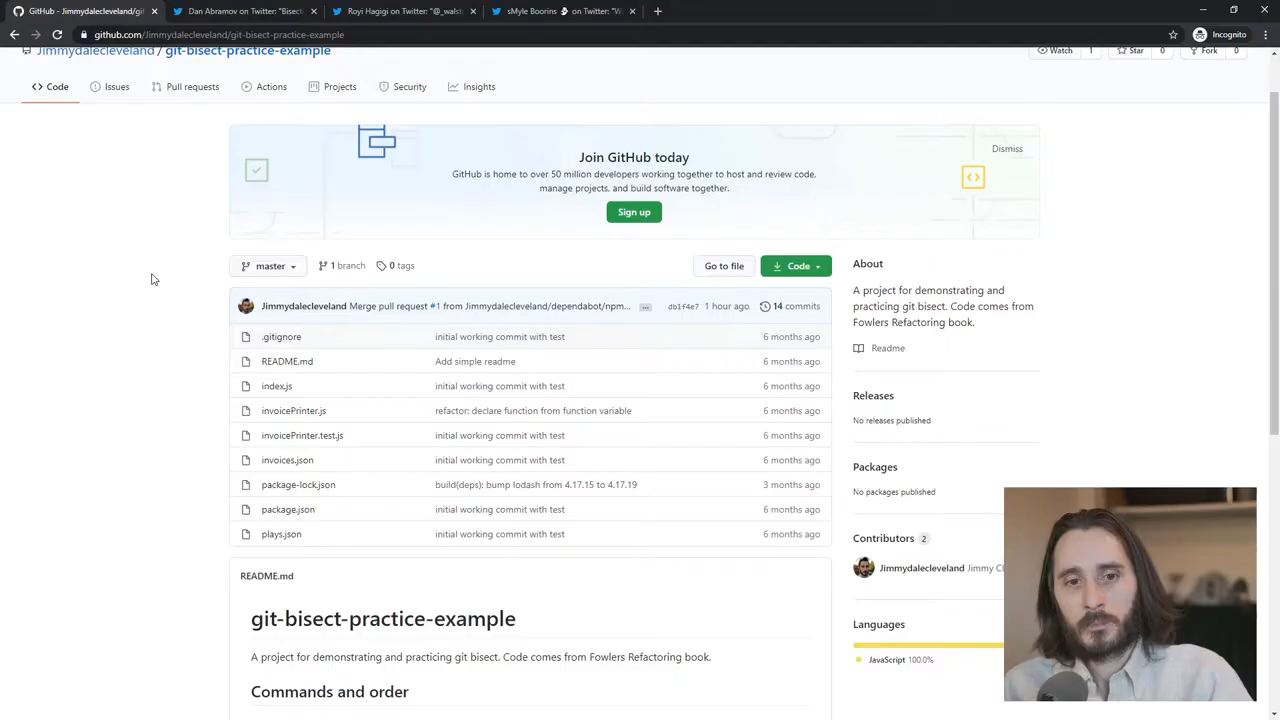 GitHub - Jimmydalecleveland/git
Dan Abramov on Twitter: "Bisect
Royi Hagigi on Twitter: "@_walst
sMyle Boorins on Twitter: "W
github.com/Jimmydalecleveland/git-bisect-practice-example
Incognito
Jimmydalecleveland / git-bisect-practice-example
Watch 1
Star 0
Fork 0
Code
Issues
Pull requests
Actions
Projects
Security
Insights
Join GitHub today
Dismiss
GitHub is home to over 50 million developers working together to host and review code,
manage projects, and build software together.
Sign up
master
1 branch
0 tags
Go to file
Code
Jimmydalecleveland Merge pull request #1 from Jimmydalecleveland/dependabot/npm... ... db1f4e7 1 hour ago 14 commits
.gitignore initial working commit with test 6 months ago
README.md Add simple readme 6 months ago
index.js initial working commit with test 6 months ago
invoicePrinter.js refactor: declare function from function variable 6 months ago
invoicePrinter.test.js initial working commit with test 6 months ago
invoices.json initial working commit with test 6 months ago
package-lock.json build(deps): bump lodash from 4.17.15 to 4.17.19 3 months ago
package.json initial working commit with test 6 months ago
plays.json initial working commit with test 6 months ago
README.md
git-bisect-practice-example
A project for demonstrating and practicing git bisect. Code comes from Fowlers Refactoring book.
Commands and order
About
A project for demonstrating and
practicing git bisect. Code comes from
Fowlers Refactoring book.
Readme
Releases
No releases published
Packages
No packages published
Contributors 2
Jimmydalecleveland Jimmy C
Languages
JavaScript 100.0%